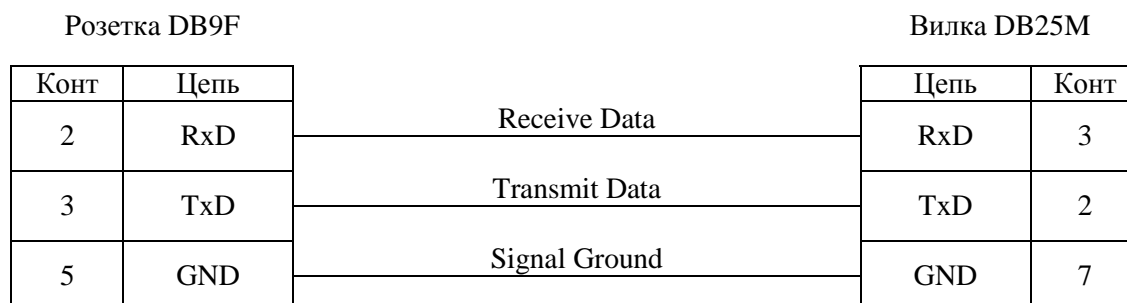 Розетка DB9F Вилка DB25M
Конт Цепь Цепь Конт
2 RxD Receive Data RxD 3
3 TxD Transmit Data TxD 2
5 GND Signal Ground GND 7